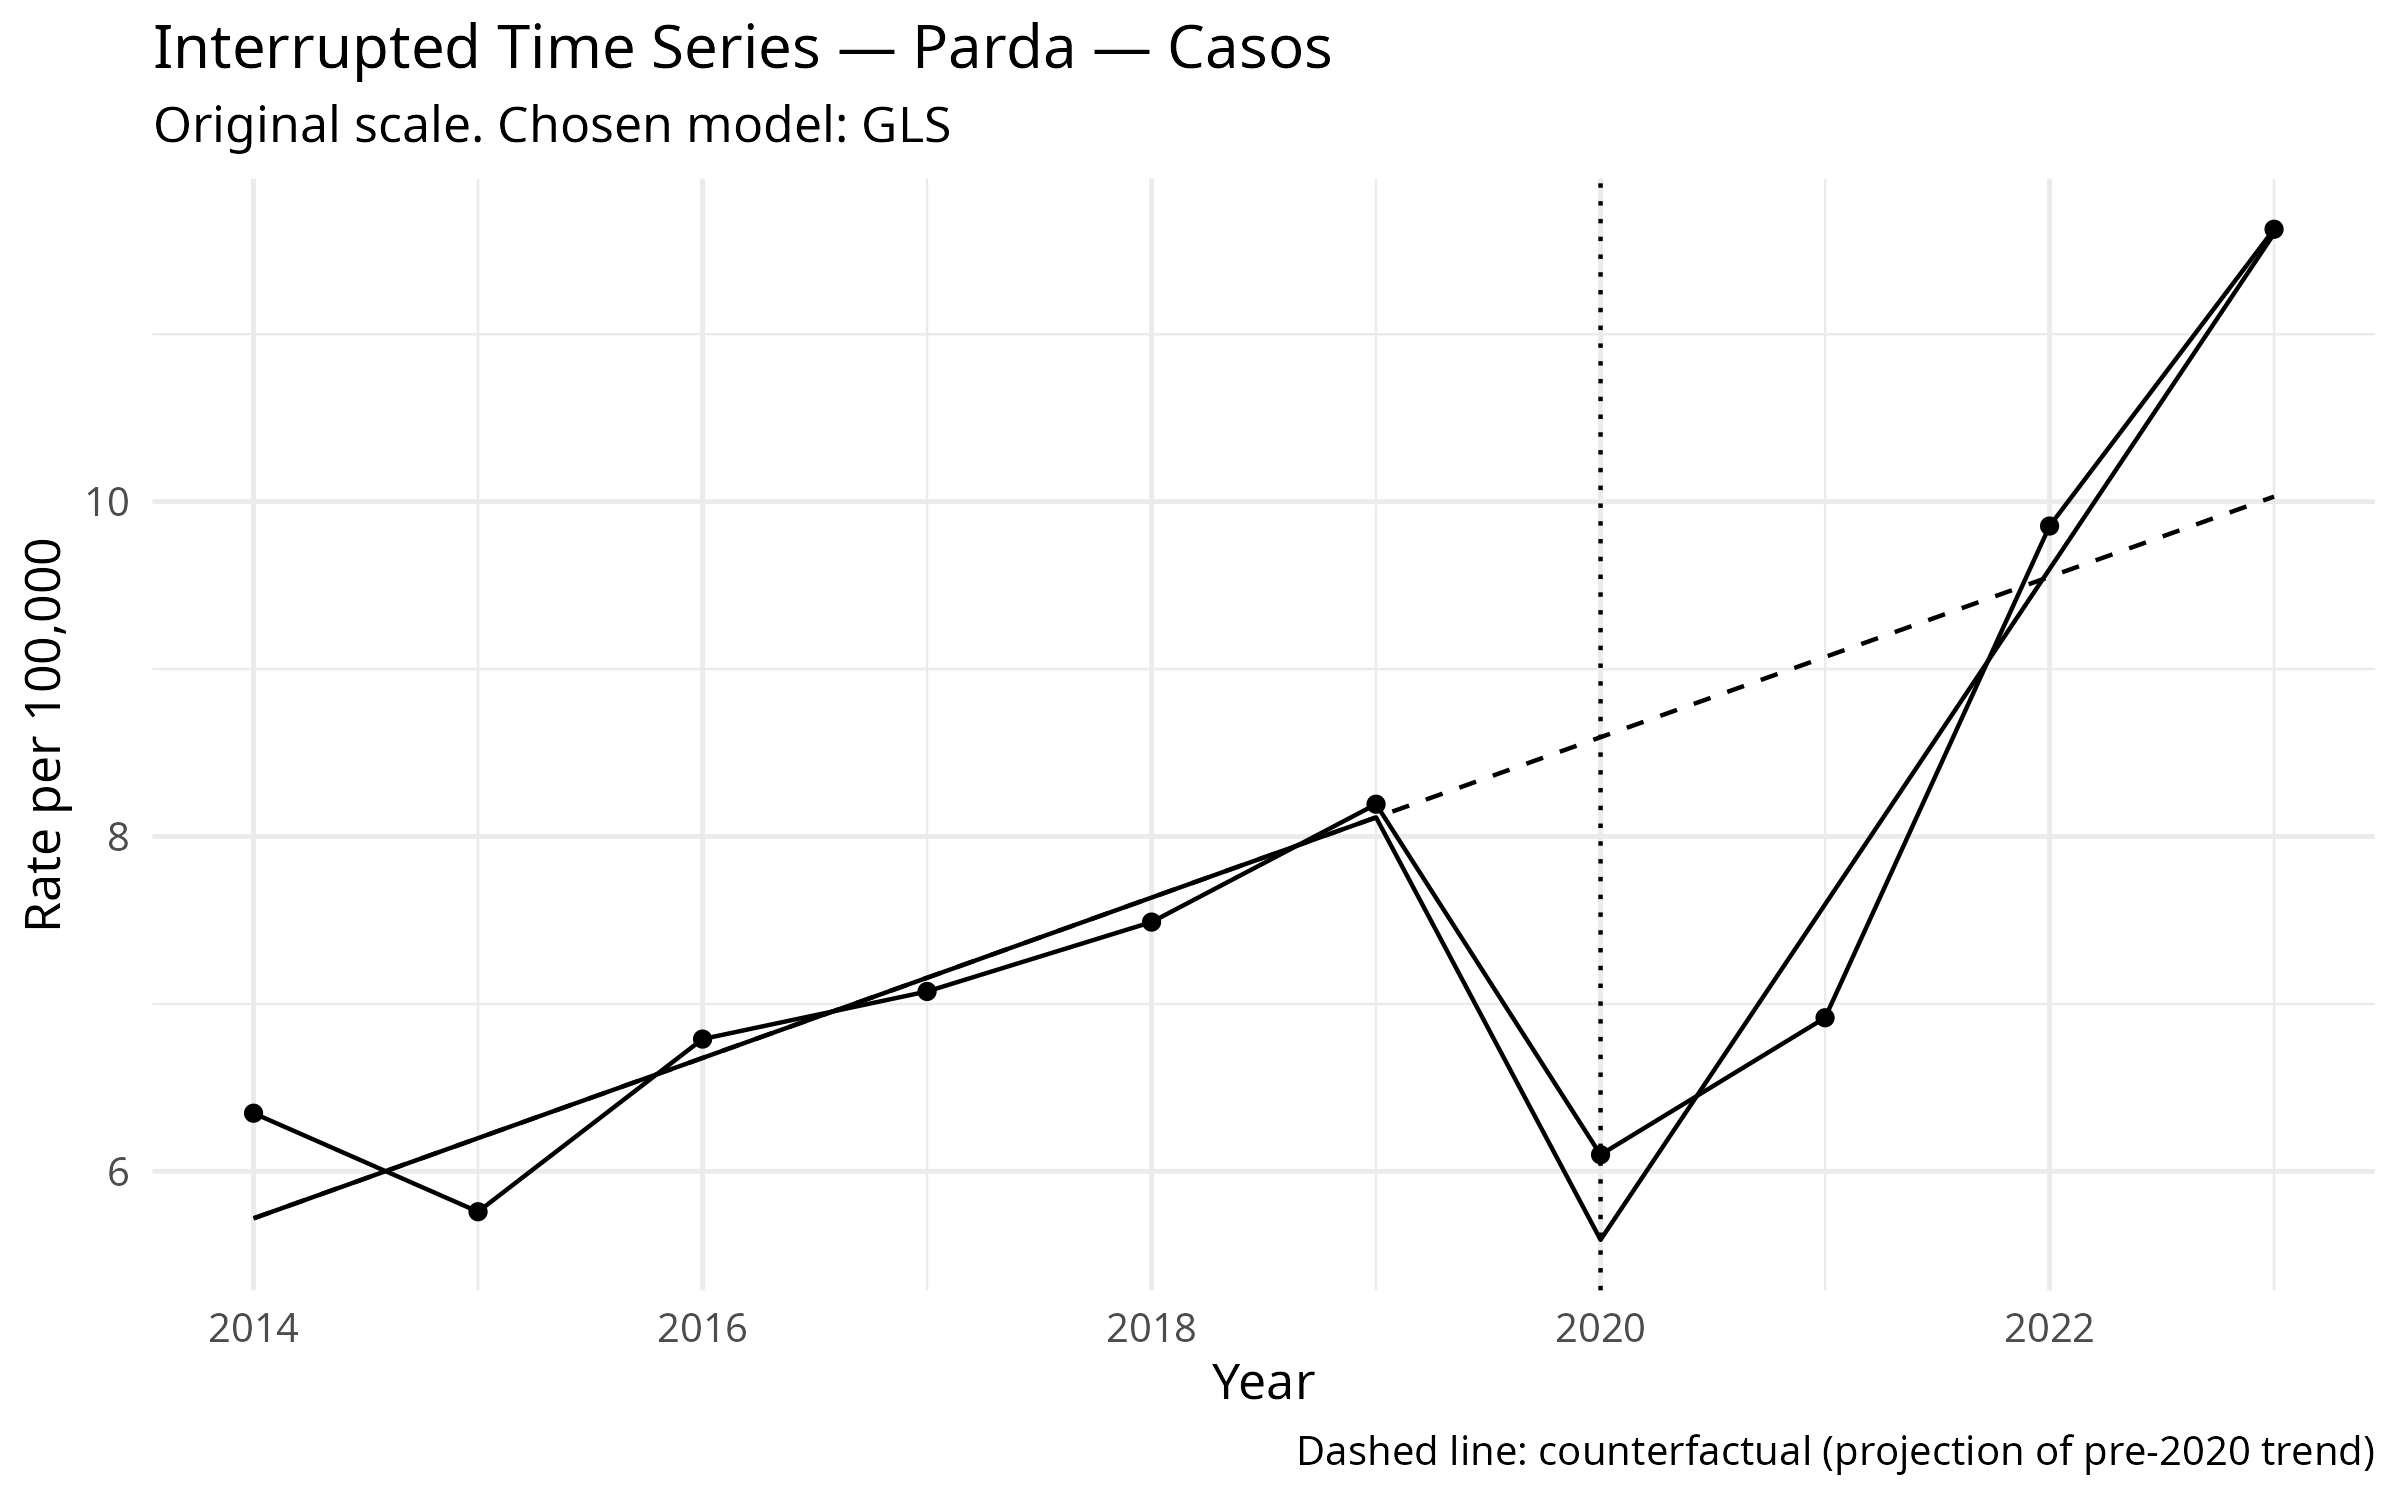 Interrupted Time Series — Parda — Casos
Original scale. Chosen model: GLS
Rate per 100,000
10
8
6
2014
2016
2018
2020
2022
Year
Dashed line: counterfactual (projection of pre-2020 trend)